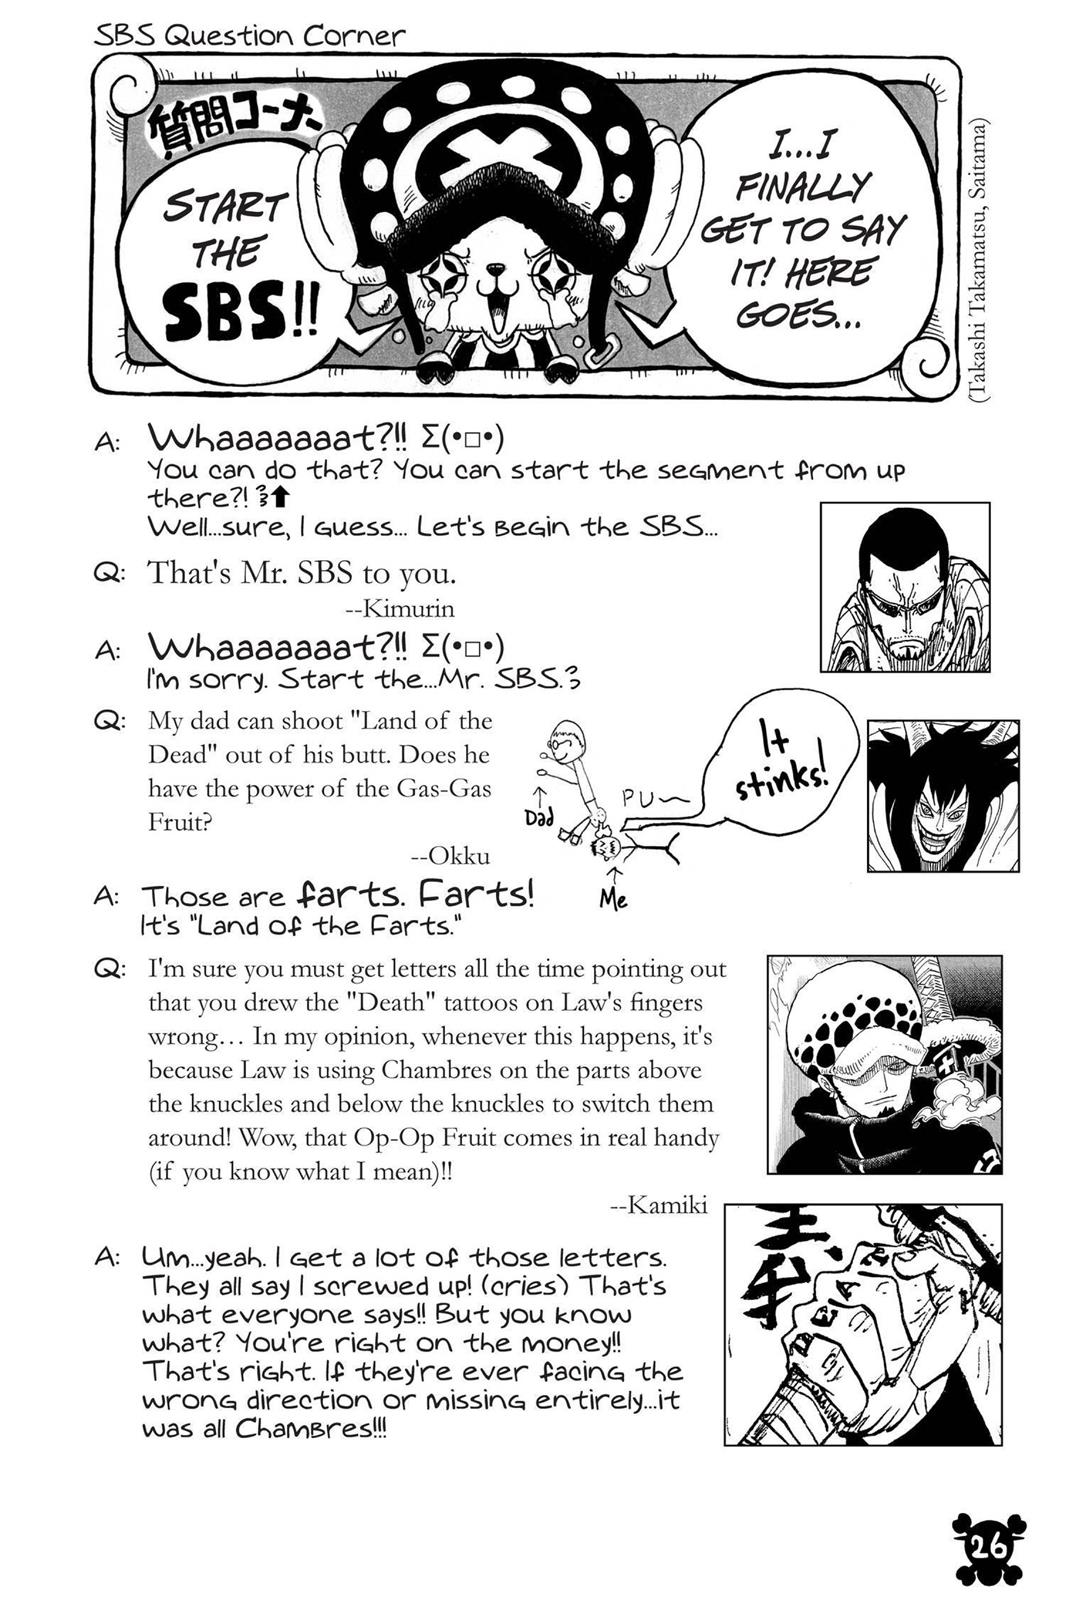 SBS Question Corner
質問コーナー
START
THE
SBS!!
I...I
FINALLY
GET TO SAY
IT! HERE
GOES...
(Takashi Takamatsu, Saitama)
A: Whaaaaaaat?!! Σ(•□•)
You can do that? You can start the segment from up
there?! ⬆
Well...sure, I guess... Let's begin the SBS...
Q: That's Mr. SBS to you.
--Kimurin
A: Whaaaaaaat?!! Σ(•□•)
I'm sorry. Start the...Mr. SBS.
Q: My dad can shoot "Land of the
Dead" out of his butt. Does he
have the power of the Gas-Gas
Fruit?
--Okku
Dad
PU~
It
stinks!
Me
A: Those are farts. Farts!
It's "Land of the Farts."
Q: I'm sure you must get letters all the time pointing out
that you drew the "Death" tattoos on Law's fingers
wrong… In my opinion, whenever this happens, it's
because Law is using Chambres on the parts above
the knuckles and below the knuckles to switch them
around! Wow, that Op-Op Fruit comes in real handy
(if you know what I mean)!!
--Kamiki
A: Um...yeah. I get a lot of those letters.
They all say I screwed up! (cries) That's
what everyone says!! But you know
what? You're right on the money!!
That's right. If they're ever facing the
wrong direction or missing entirely...it
was all Chambres!!!
26